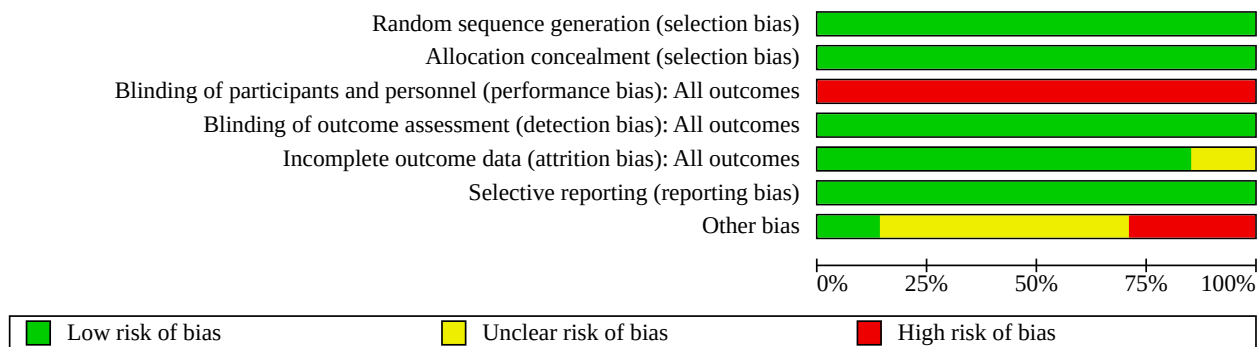 Random sequence generation (selection bias)
Allocation concealment (selection bias)
Blinding of participants and personnel (performance bias): All outcomes
Blinding of outcome assessment (detection bias): All outcomes
Incomplete outcome data (attrition bias): All outcomes
Selective reporting (reporting bias)
Other bias
0% 25% 50% 75% 100%
Low risk of bias Unclear risk of bias High risk of bias